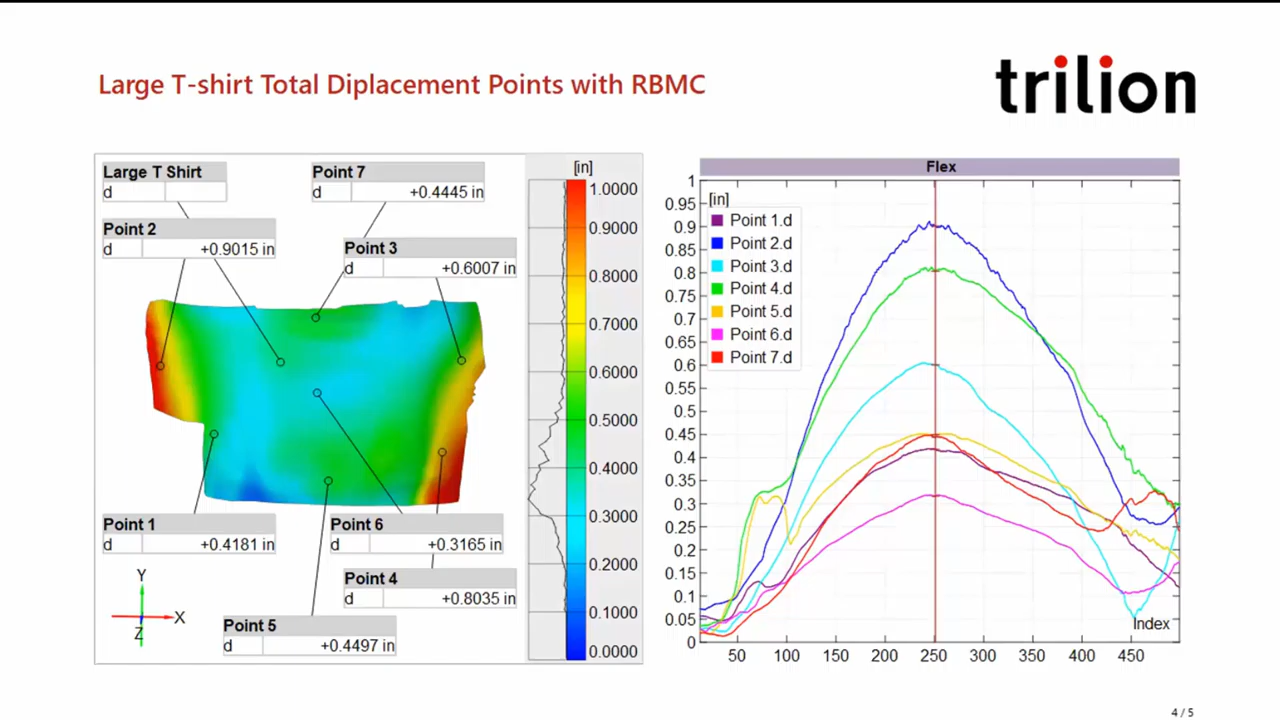 Large T-shirt Total Diplacement Points with RBMC
trilion
Large T Shirt
d
Point 7
d +0.4445 in
Point 2
d +0.9015 in
Point 3
d +0.6007 in
Point 1
d +0.4181 in
Point 6
d +0.3165 in
Point 4
d +0.8035 in
Point 5
d +0.4497 in
Y
X
Z
[in]
1.0000
0.9000
0.8000
0.7000
0.6000
0.5000
0.4000
0.3000
0.2000
0.1000
0.0000
Flex
[in]
Point 1.d
Point 2.d
Point 3.d
Point 4.d
Point 5.d
Point 6.d
Point 7.d
1
0.95
0.9
0.85
0.8
0.75
0.7
0.65
0.6
0.55
0.5
0.45
0.4
0.35
0.3
0.25
0.2
0.15
0.1
0.05
0
Index
50 100 150 200 250 300 350 400 450
4 / 5